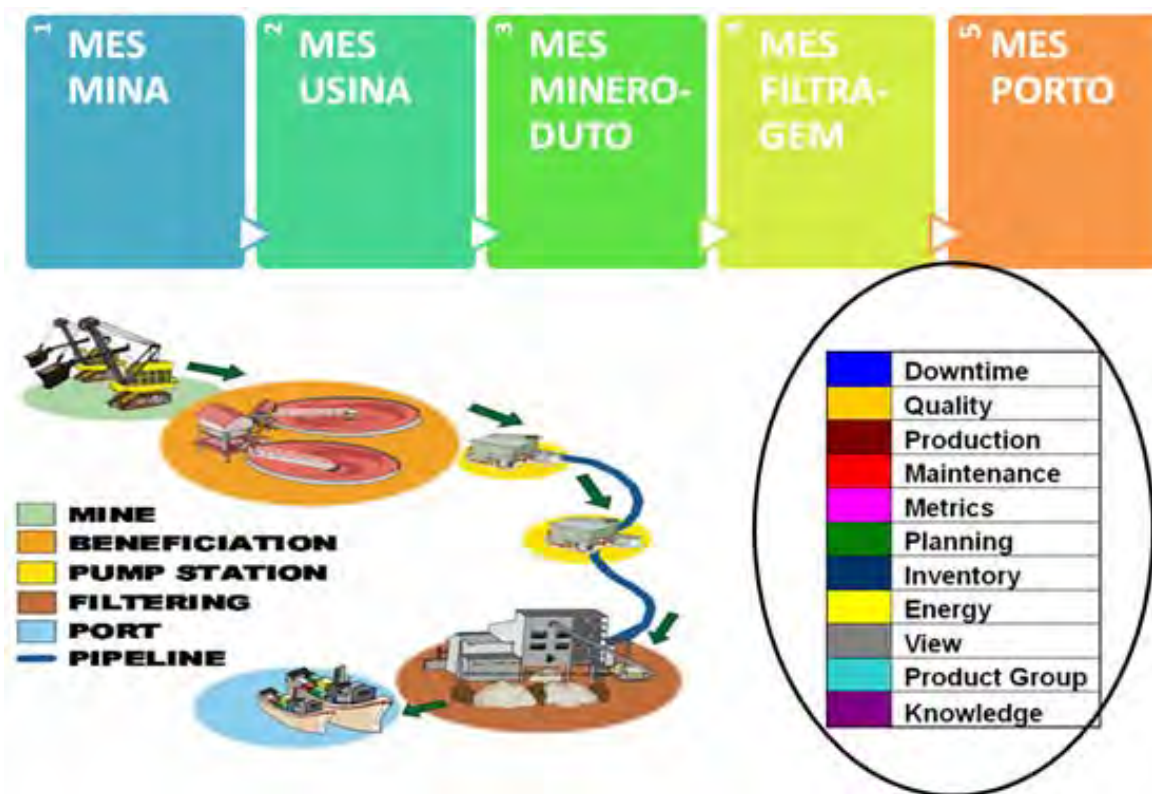 1
MES
MINA
2
MES
USINA
3
MES
MINERO-
DUTO
4
MES
FILTRA-
GEM
5
MES
PORTO
MINE
BENEFICIATION
PUMP STATION
FILTERING
PORT
PIPELINE
Downtime
Quality
Production
Maintenance
Metrics
Planning
Inventory
Energy
View
Product Group
Knowledge